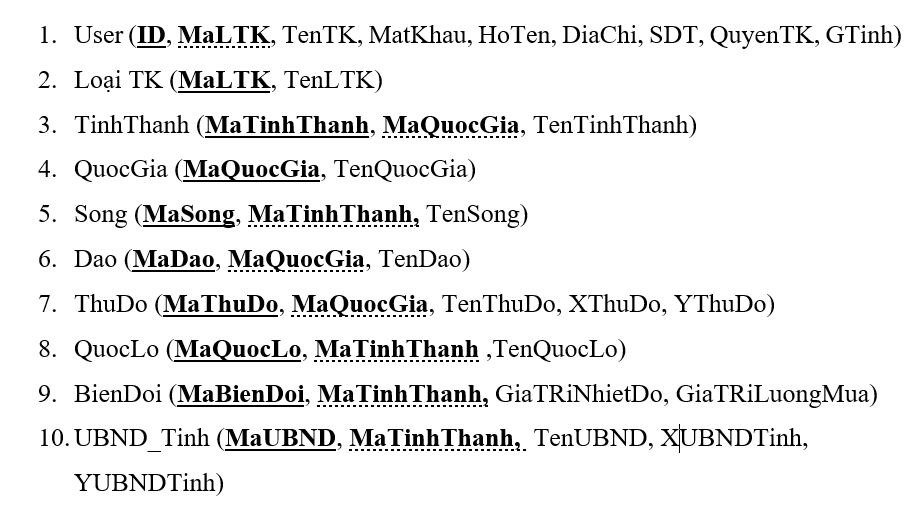 1. User (ID, MaLTK, TenTK, MatKhau, HoTen, DiaChi, SDT, QuyenTK, GTinh)
2. Loại TK (MaLTK, TenLTK)
3. TinhThanh (MaTinhThanh, MaQuocGia, TenTinhThanh)
4. QuocGia (MaQuocGia, TenQuocGia)
5. Song (MaSong, MaTinhThanh, TenSong)
6. Dao (MaDao, MaQuocGia, TenDao)
7. ThuDo (MaThuDo, MaQuocGia, TenThuDo, XThuDo, YThuDo)
8. QuocLo (MaQuocLo, MaTinhThanh ,TenQuocLo)
9. BienDoi (MaBienDoi, MaTinhThanh, GiaTRiNhietDo, GiaTRiLuongMua)
10. UBND_Tinh (MaUBND, MaTinhThanh, TenUBND, XUBNDTinh,
YUBNDTinh)